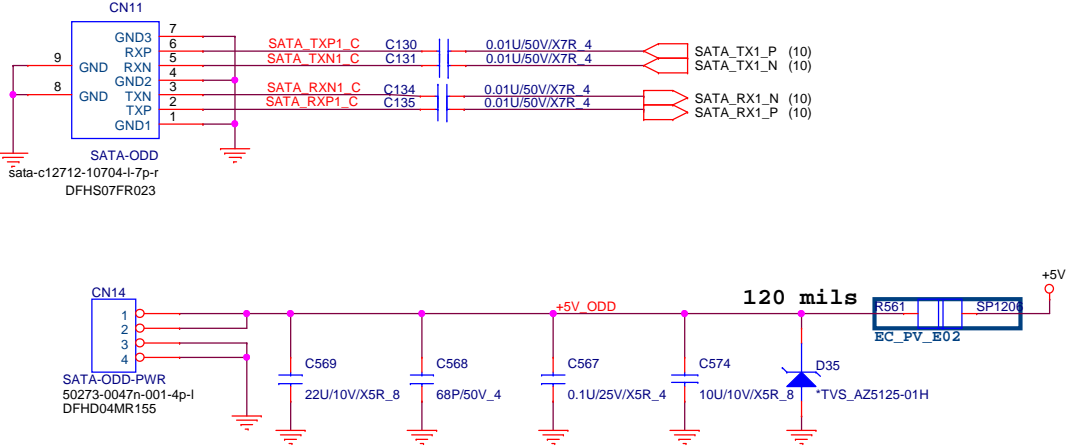 CN11
GND3 7
RXP 6 SATA_TXP1_C C130 0.01U/50V/X7R_4 SATA_TX1_P (10)
9 GND RXN 5 SATA_TXN1_C C131 0.01U/50V/X7R_4 SATA_TX1_N (10)
GND2 4
8 GND TXN 3 SATA_RXN1_C C134 0.01U/50V/X7R_4 SATA_RX1_N (10)
TXP 2 SATA_RXP1_C C135 0.01U/50V/X7R_4 SATA_RX1_P (10)
GND1 1
SATA-ODD
sata-c12712-10704-l-7p-r
DFHS07FR023
+5V
CN14
120 mils
R561 SP1206
+5V_ODD
EC_PV_E02
1
2
3
4
SATA-ODD-PWR
50273-0047n-001-4p-l
DFHD04MR155
C569
22U/10V/X5R_8
C568
68P/50V_4
C567
0.1U/25V/X5R_4
C574
10U/10V/X5R_8
D35
*TVS_AZ5125-01H